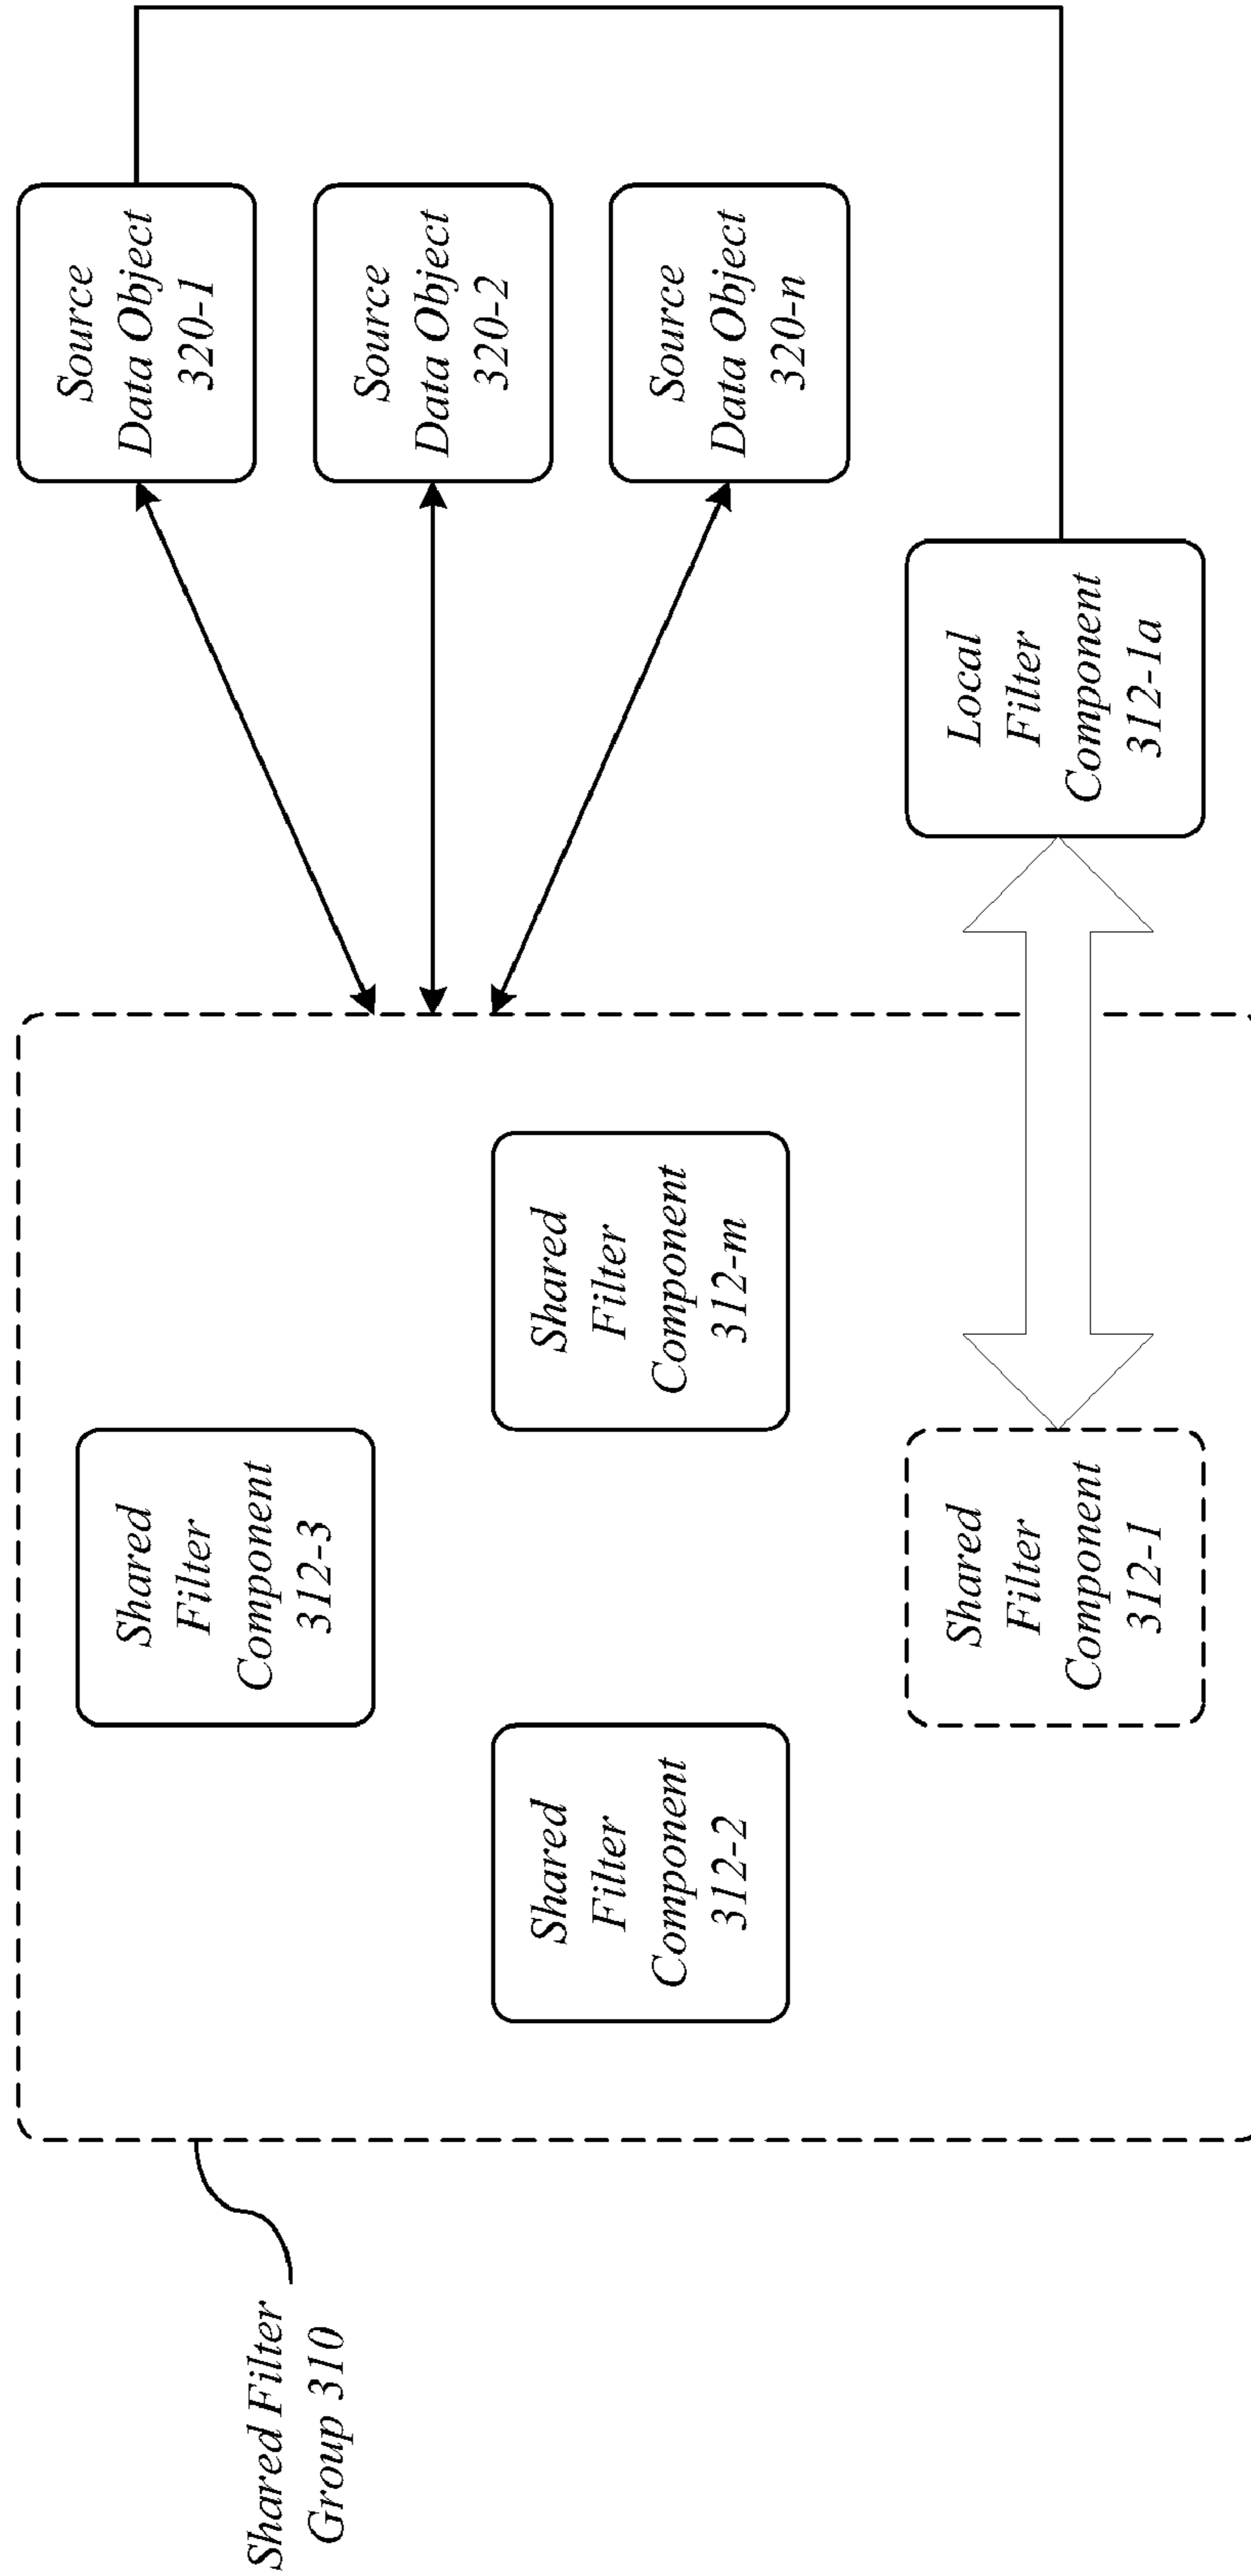 Shared Filter
Group 310
Shared
Filter
Component
312-3
Shared
Filter
Component
312-2
Shared
Filter
Component
312-m
Shared
Filter
Component
312-1
Source
Data Object
320-1
Source
Data Object
320-2
Source
Data Object
320-n
Local
Filter
Component
312-1a